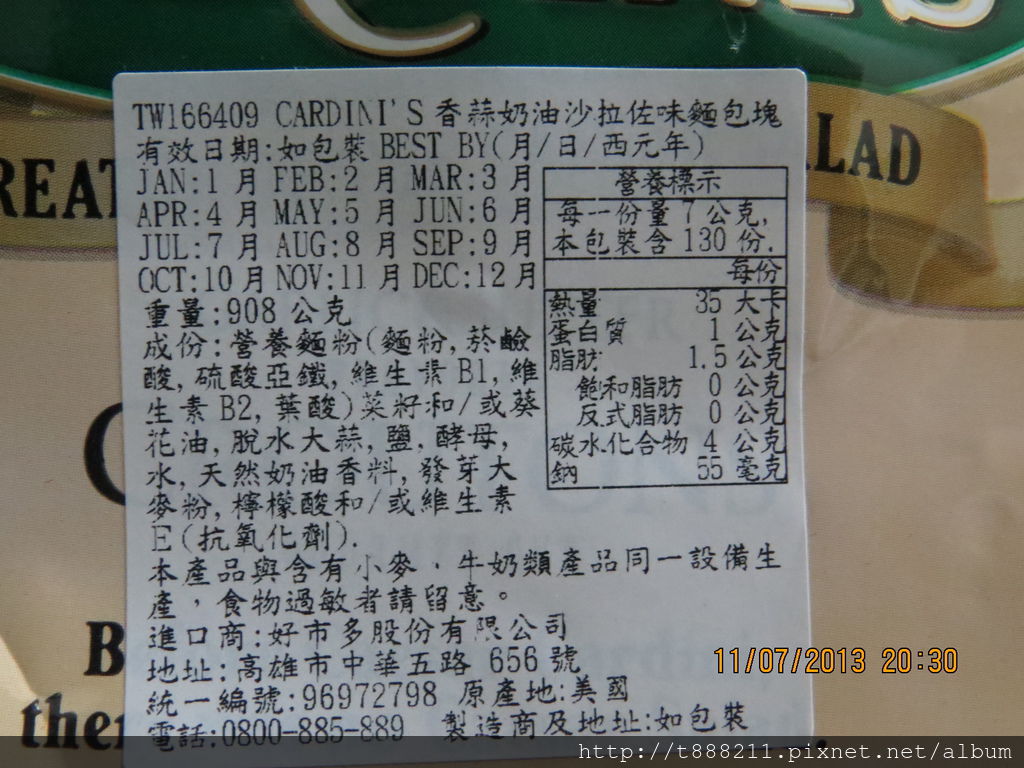 REAT
LAD
TW166409 CARDINI'S 香蒜奶油沙拉佐味麵包塊
有效日期:如包裝 BEST BY(月/日/西元年)
JAN:1 月 FEB:2 月 MAR:3 月
APR:4 月 MAY:5 月 JUN:6 月
JUL:7 月 AUG:8 月 SEP:9 月
OCT:10 月 NOV:11 月 DEC:12 月
重量:908 公克
成份:營養麵粉(麵粉,菸鹼
酸,硫酸亞鐵,維生素 B1,維
生素 B2,葉酸)菜籽和/或葵
花油,脫水大蒜,鹽,酵母,
水,天然奶油香料,發芽大
麥粉,檸檬酸和/或維生素
E(抗氧化劑).
營養標示
每一份量 7 公克,
本包裝含 130 份.
每份
熱量 35 大卡
蛋白質 1 公克
脂肪 1.5 公克
飽和脂肪 0 公克
反式脂肪 0 公克
碳水化合物 4 公克
鈉 55 毫克
本產品與含有小麥、牛奶類產品同一設備生
產,食物過敏者請留意。
進口商:好市多股份有限公司
地址:高雄市中華五路 656 號
統一編號:96972798 原產地:美國
電話:0800-885-889 製造商及地址:如包裝
B
the
11/07/2013 20:30
http://t888211.pixnet.net/album